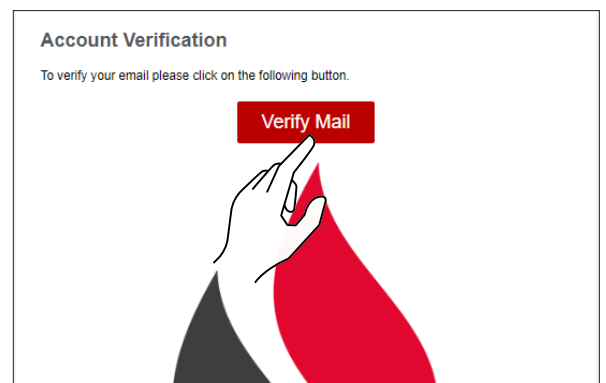 Account Verification
To verify your email please click on the following button.
Verify Mail